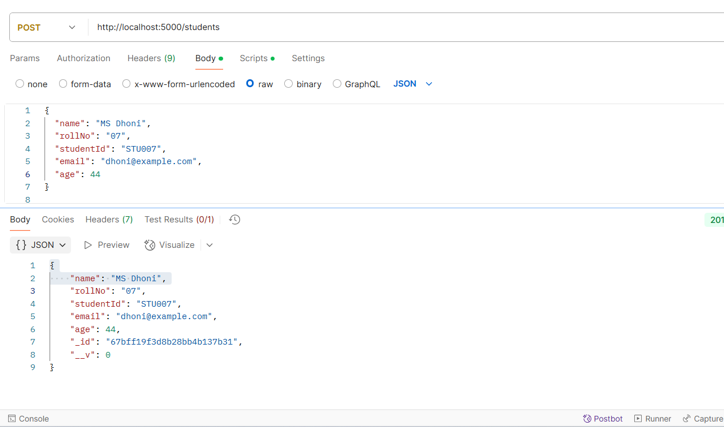 POST http://localhost:5000/students
Params Authorization Headers (9) Body Scripts Settings
none form-data x-www-form-urlencoded raw binary GraphQL JSON
1 {
2 "name": "MS Dhoni",
3 "rollNo": "07",
4 "studentId": "STU007",
5 "email": "dhoni@example.com",
6 "age": 44
7 }
8
Body Cookies Headers (7) Test Results (0/1) 201
{} JSON Preview Visualize
1 {
2 "name": "MS Dhoni",
3 "rollNo": "07",
4 "studentId": "STU007",
5 "email": "dhoni@example.com",
6 "age": 44,
7 "_id": "67bff19f3d8b28bb4b137b31",
8 "__v": 0
9 }
Console Postbot Runner Capture